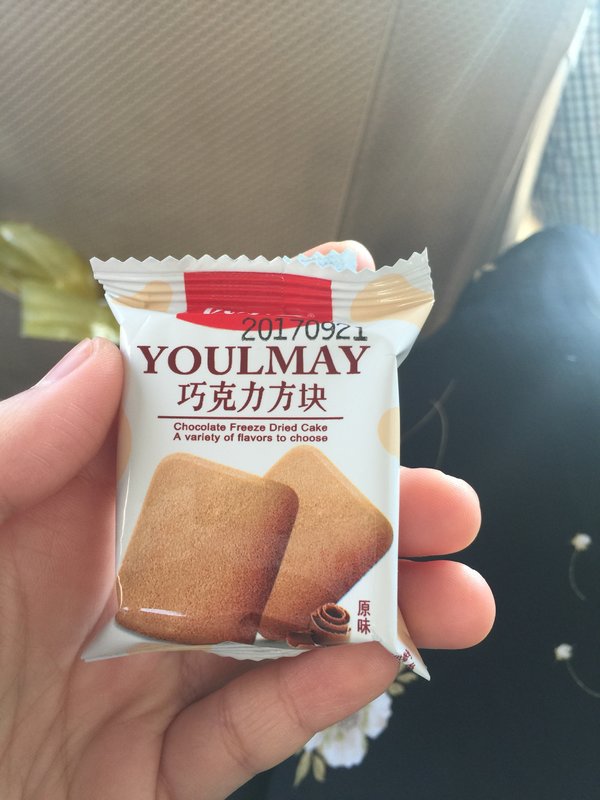 20170921
YOULMAY
巧克力方块
Chocolate Freeze Dried Cake
A variety of flavors to choose
原味